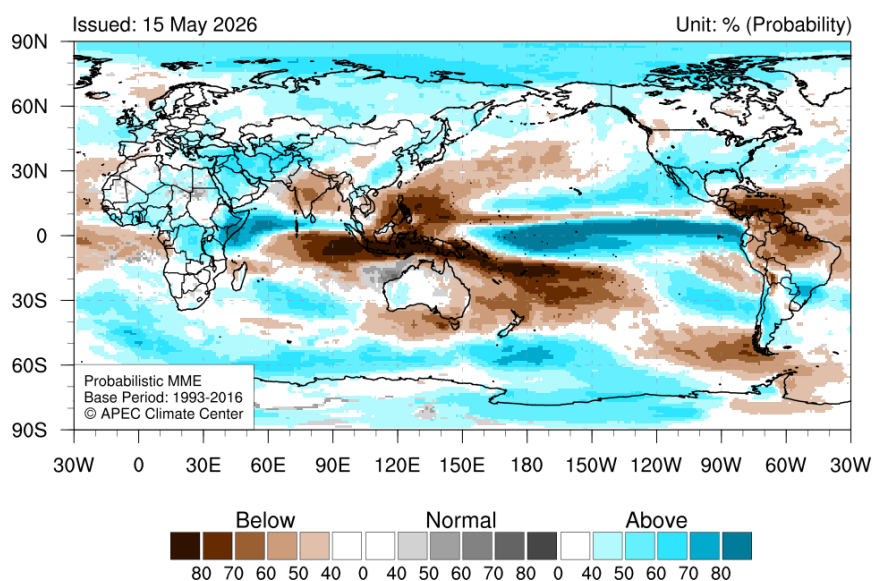 Issued: 15 May 2026 Unit: % (Probability)
90N
60N
30N
0
30S
60S
90S
Probabilistic MME
Base Period: 1993-2016
© APEC Climate Center
30W 0 30E 60E 90E 120E 150E 180 150W 120W 90W 60W 30W
Below Normal Above
80 70 60 50 40 0 40 50 60 70 80 0 40 50 60 70 80